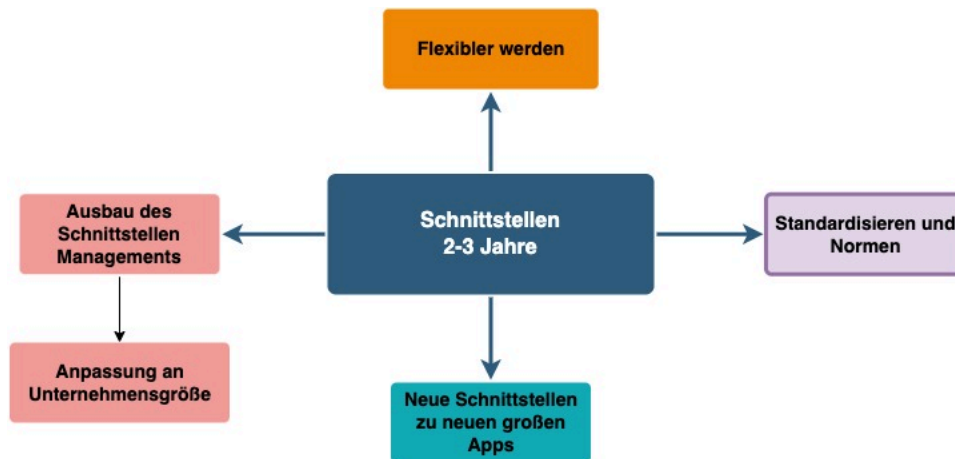 Flexibler werden
Schnittstellen
2-3 Jahre
Ausbau des
Schnittstellen
Managements
Standardisieren und
Normen
Anpassung an
Unternehmensgröße
Neue Schnittstellen
zu neuen großen
Apps